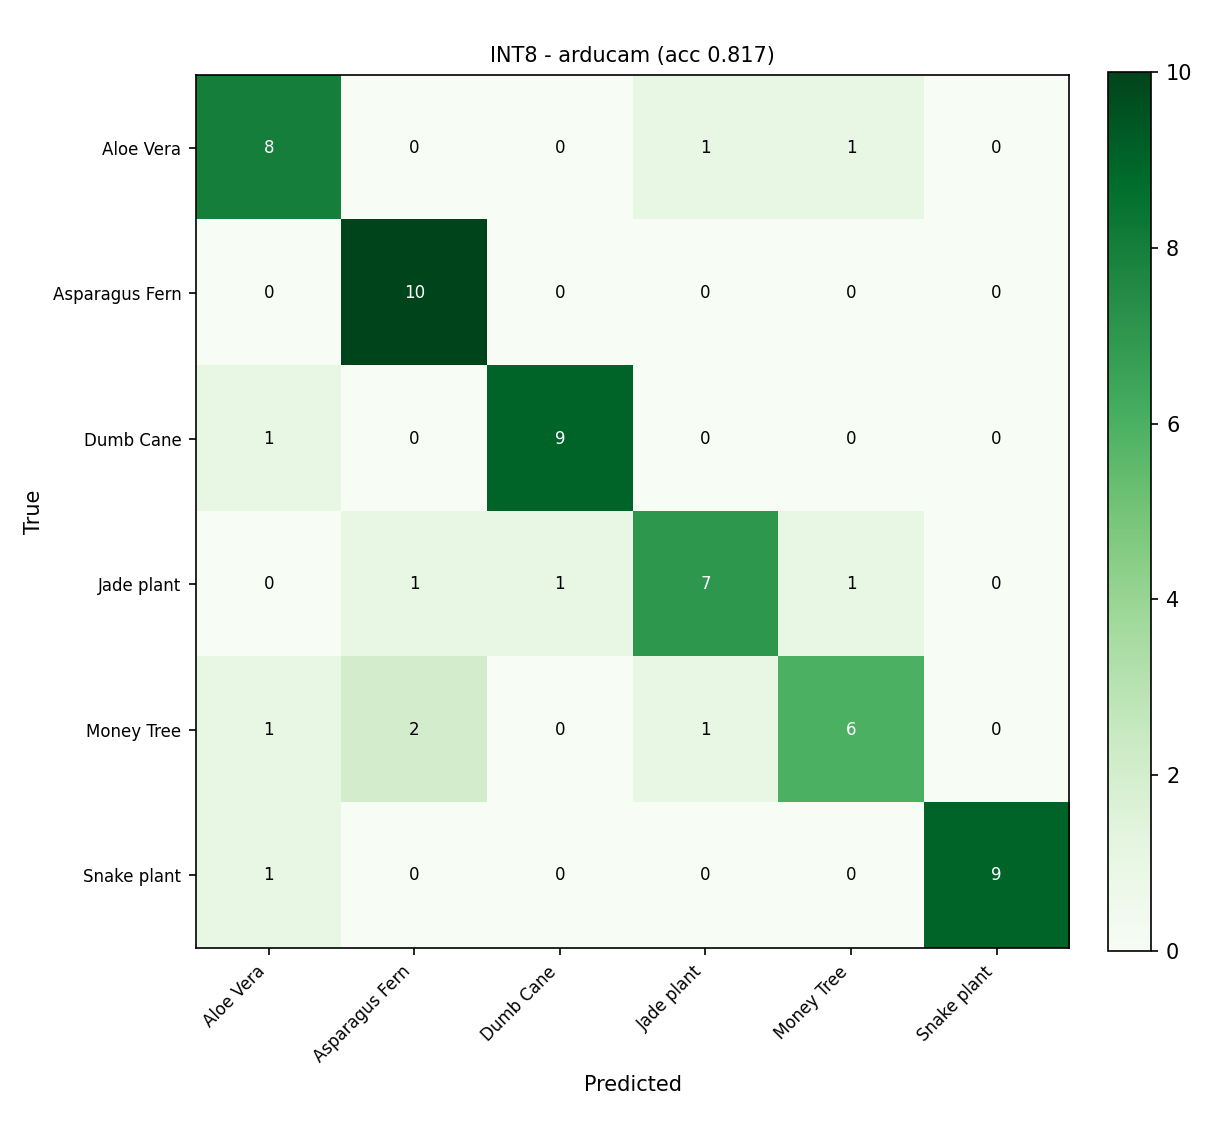 INT8 - arducam (acc 0.817)
True
Aloe Vera 8 0 0 1 1 0
Asparagus Fern 0 10 0 0 0 0
Dumb Cane 1 0 9 0 0 0
Jade plant 0 1 1 7 1 0
Money Tree 1 2 0 1 6 0
Snake plant 1 0 0 0 0 9
Aloe Vera Asparagus Fern Dumb Cane Jade plant Money Tree Snake plant
Predicted
10
8
6
4
2
0